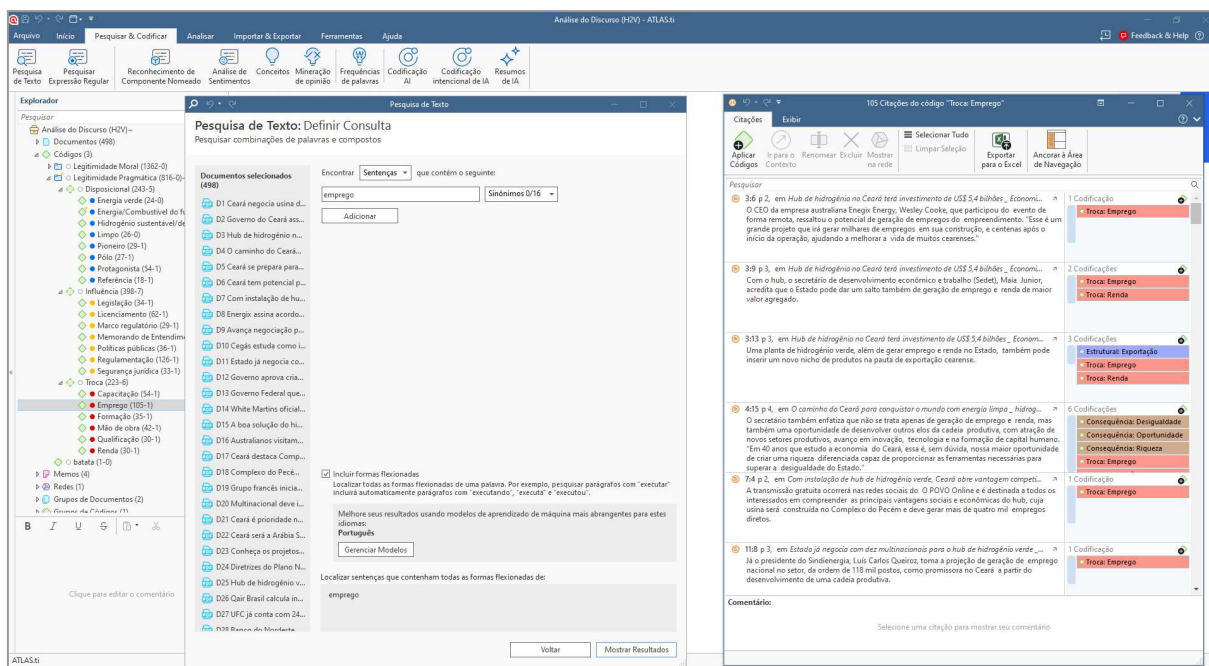 Análise do Discurso (H2V) - ATLAS.ti
Arquivo Início Pesquisar & Codificar Analisar Importar & Exportar Ferramentas Ajuda
Feedback & Help
Pesquisa de Texto
Pesquisar Expressão Regular
Reconhecimento de Componente Nomeado
Análise de Sentimentos
Conceitos
Mineração de opinião
Frequências de palavras
Codificação AI
Codificação intencional de IA
Resumos de IA
Explorador
Pesquisar
Análise do Discurso (H2V)~
Documentos (498)
Códigos (3)
Legitimidade Moral (1362-0)
Legitimidade Pragmática (816-0)~
Disposicional (243-5)
Energia verde (24-0)
Energia/Combustível do fu
Hidrogénio sustentável/de
Limpo (26-0)
Pioneiro (29-1)
Pólo (27-1)
Protagonista (54-1)
Referência (18-1)
Influência (398-7)
Legislação (34-1)
Licenciamento (62-1)
Marco regulatório (29-1)
Memorando de Entendim
Políticas públicas (36-1)
Regulamentação (126-1)
Segurança jurídica (33-1)
Troca (223-6)
Capacitação (54-1)
Emprego (105-1)
Formação (35-1)
Mão de obra (42-1)
Qualificação (30-1)
Renda (30-1)
batata (1-0)
Memos (4)
Redes (1)
Grupos de Documentos (2)
Grupos de Códigos (1)
B I U S
Clique para editar o comentário
ATLAS.ti
Pesquisa de Texto
Pesquisa de Texto: Definir Consulta
Pesquisar combinações de palavras e compostos
Documentos selecionados
(498)
D1 Ceará negocia usina d...
D2 Governo do Ceará ass...
D3 Hub de hidrogênio n...
D4 O caminho do Ceará...
D5 Ceará se prepara para...
D6 Ceará tem potencial p...
D7 Com instalação de hu...
D8 Energix assina acordo...
D9 Avança negociação p...
D10 Cegás estuda como i...
D11 Estado já negocia co...
D12 Governo aprova cria...
D13 Governo Federal que...
D14 White Martins oficial...
D15 A boa solução do hi...
D16 Australianos visitam...
D17 Ceará destaca Comp...
D18 Complexo do Pecé...
D19 Grupo francês inicia...
D20 Multinacional deve i...
D21 Ceará é prioridade n...
D22 Ceará será a Arábia S...
D23 Conheça os projetos...
D24 Diretrizes do Plano N...
D25 Hub de hidrogênio v...
D26 Qair Brasil calcula in...
D27 UFC já conta com 24...
D28 Banco do Nordeste
Encontrar Sentenças que contém o seguinte:
emprego Sinônimos 0/16
Adicionar
Incluir formas flexionadas
Localizar todas as formas flexionadas de uma palavra. Por exemplo, pesquisar parágrafos com "executar"
incluirá automaticamente parágrafos com "executando", "executa" e "executou".
Melhore seus resultados usando modelos de aprendizado de máquina mais abrangentes para estes
idiomas:
Português
Gerenciar Modelos
Localizar sentenças que contenham todas as formas flexionadas de:
emprego
Voltar Mostrar Resultados
105 Citações do código "Troca: Emprego"
Citações Exibir
Aplicar Códigos
Ir para o Contexto
Renomear
Excluir
Mostrar na rede
Selecionar Tudo
Limpar Seleção
Exportar para o Excel
Ancorar à Área de Navegação
Pesquisar
3:6 p 2, em Hub de hidrogênio no Ceará terá investimento de US$ 5,4 bilhões _ Economi...
O CEO da empresa australiana Enegix Energy, Wesley Cooke, que participou do evento de
forma remota, ressaltou o potencial de geração de empregos do empreendimento. "Esse é um
grande projeto que irá gerar milhares de empregos em sua construção, e centenas após o
início da operação, ajudando a melhorar a vida de muitos cearenses."
1 Codificação
Troca: Emprego
3:9 p 3, em Hub de hidrogênio no Ceará terá investimento de US$ 5,4 bilhões _ Economi...
Com o hub, o secretário de desenvolvimento econômico e trabalho (Sedet), Maia Junior,
acredita que o Estado pode dar um salto também de geração de emprego e renda de maior
valor agregado.
2 Codificações
Troca: Emprego
Troca: Renda
3:13 p 3, em Hub de hidrogênio no Ceará terá investimento de US$ 5,4 bilhões _ Economi...
Uma planta de hidrogênio verde, além de gerar emprego e renda no Estado, também pode
inserir um novo nicho de produtos na pauta de exportação cearense.
3 Codificações
Estrutural: Exportação
Troca: Emprego
Troca: Renda
4:15 p 4, em O caminho do Ceará para conquistar o mundo com energia limpa _ hidrog...
O secretário também enfatiza que não se trata apenas de geração de emprego e renda, mas
também uma oportunidade de desenvolver outros elos da cadeia produtiva, com atração de
novos setores produtivos, avanço em inovação, tecnologia e na formação de capital humano.
"Em 40 anos que estudo a economia do Ceará, essa é, sem dúvida, nossa maior oportunidade
de criar uma riqueza diferenciada capaz de proporcionar as ferramentas necessárias para
superar a desigualdade do Estado."
6 Codificações
Consequência: Desigualdade
Consequência: Oportunidade
Consequência: Riqueza
Troca: Emprego
7:4 p 2, em Com instalação de hub de hidrogênio verde, Ceará avança vantagem competi...
A transmissão gratuita ocorrerá nas redes sociais do O POVO Online e é destinada a todos os
interessados em compreender as principais vantagens sociais e econômicas do hub, cuja
usina será construída no Complexo do Pecém e deve gerar mais de quatro mil empregos
diretos.
1 Codificação
Troca: Emprego
11:8 p 3, em Estado já negocia com dez multinacionais para o hub de hidrogênio verde _...
Já o presidente do Sindienergia, Luís Carlos Queiroz, toma a projeção de geração de emprego
nacional no setor, da ordem de 118 mil postos, como promissora no Ceará a partir do
desenvolvimento de uma cadeia produtiva.
1 Codificação
Troca: Emprego
Comentário:
Selecione uma citação para mostrar seu comentário